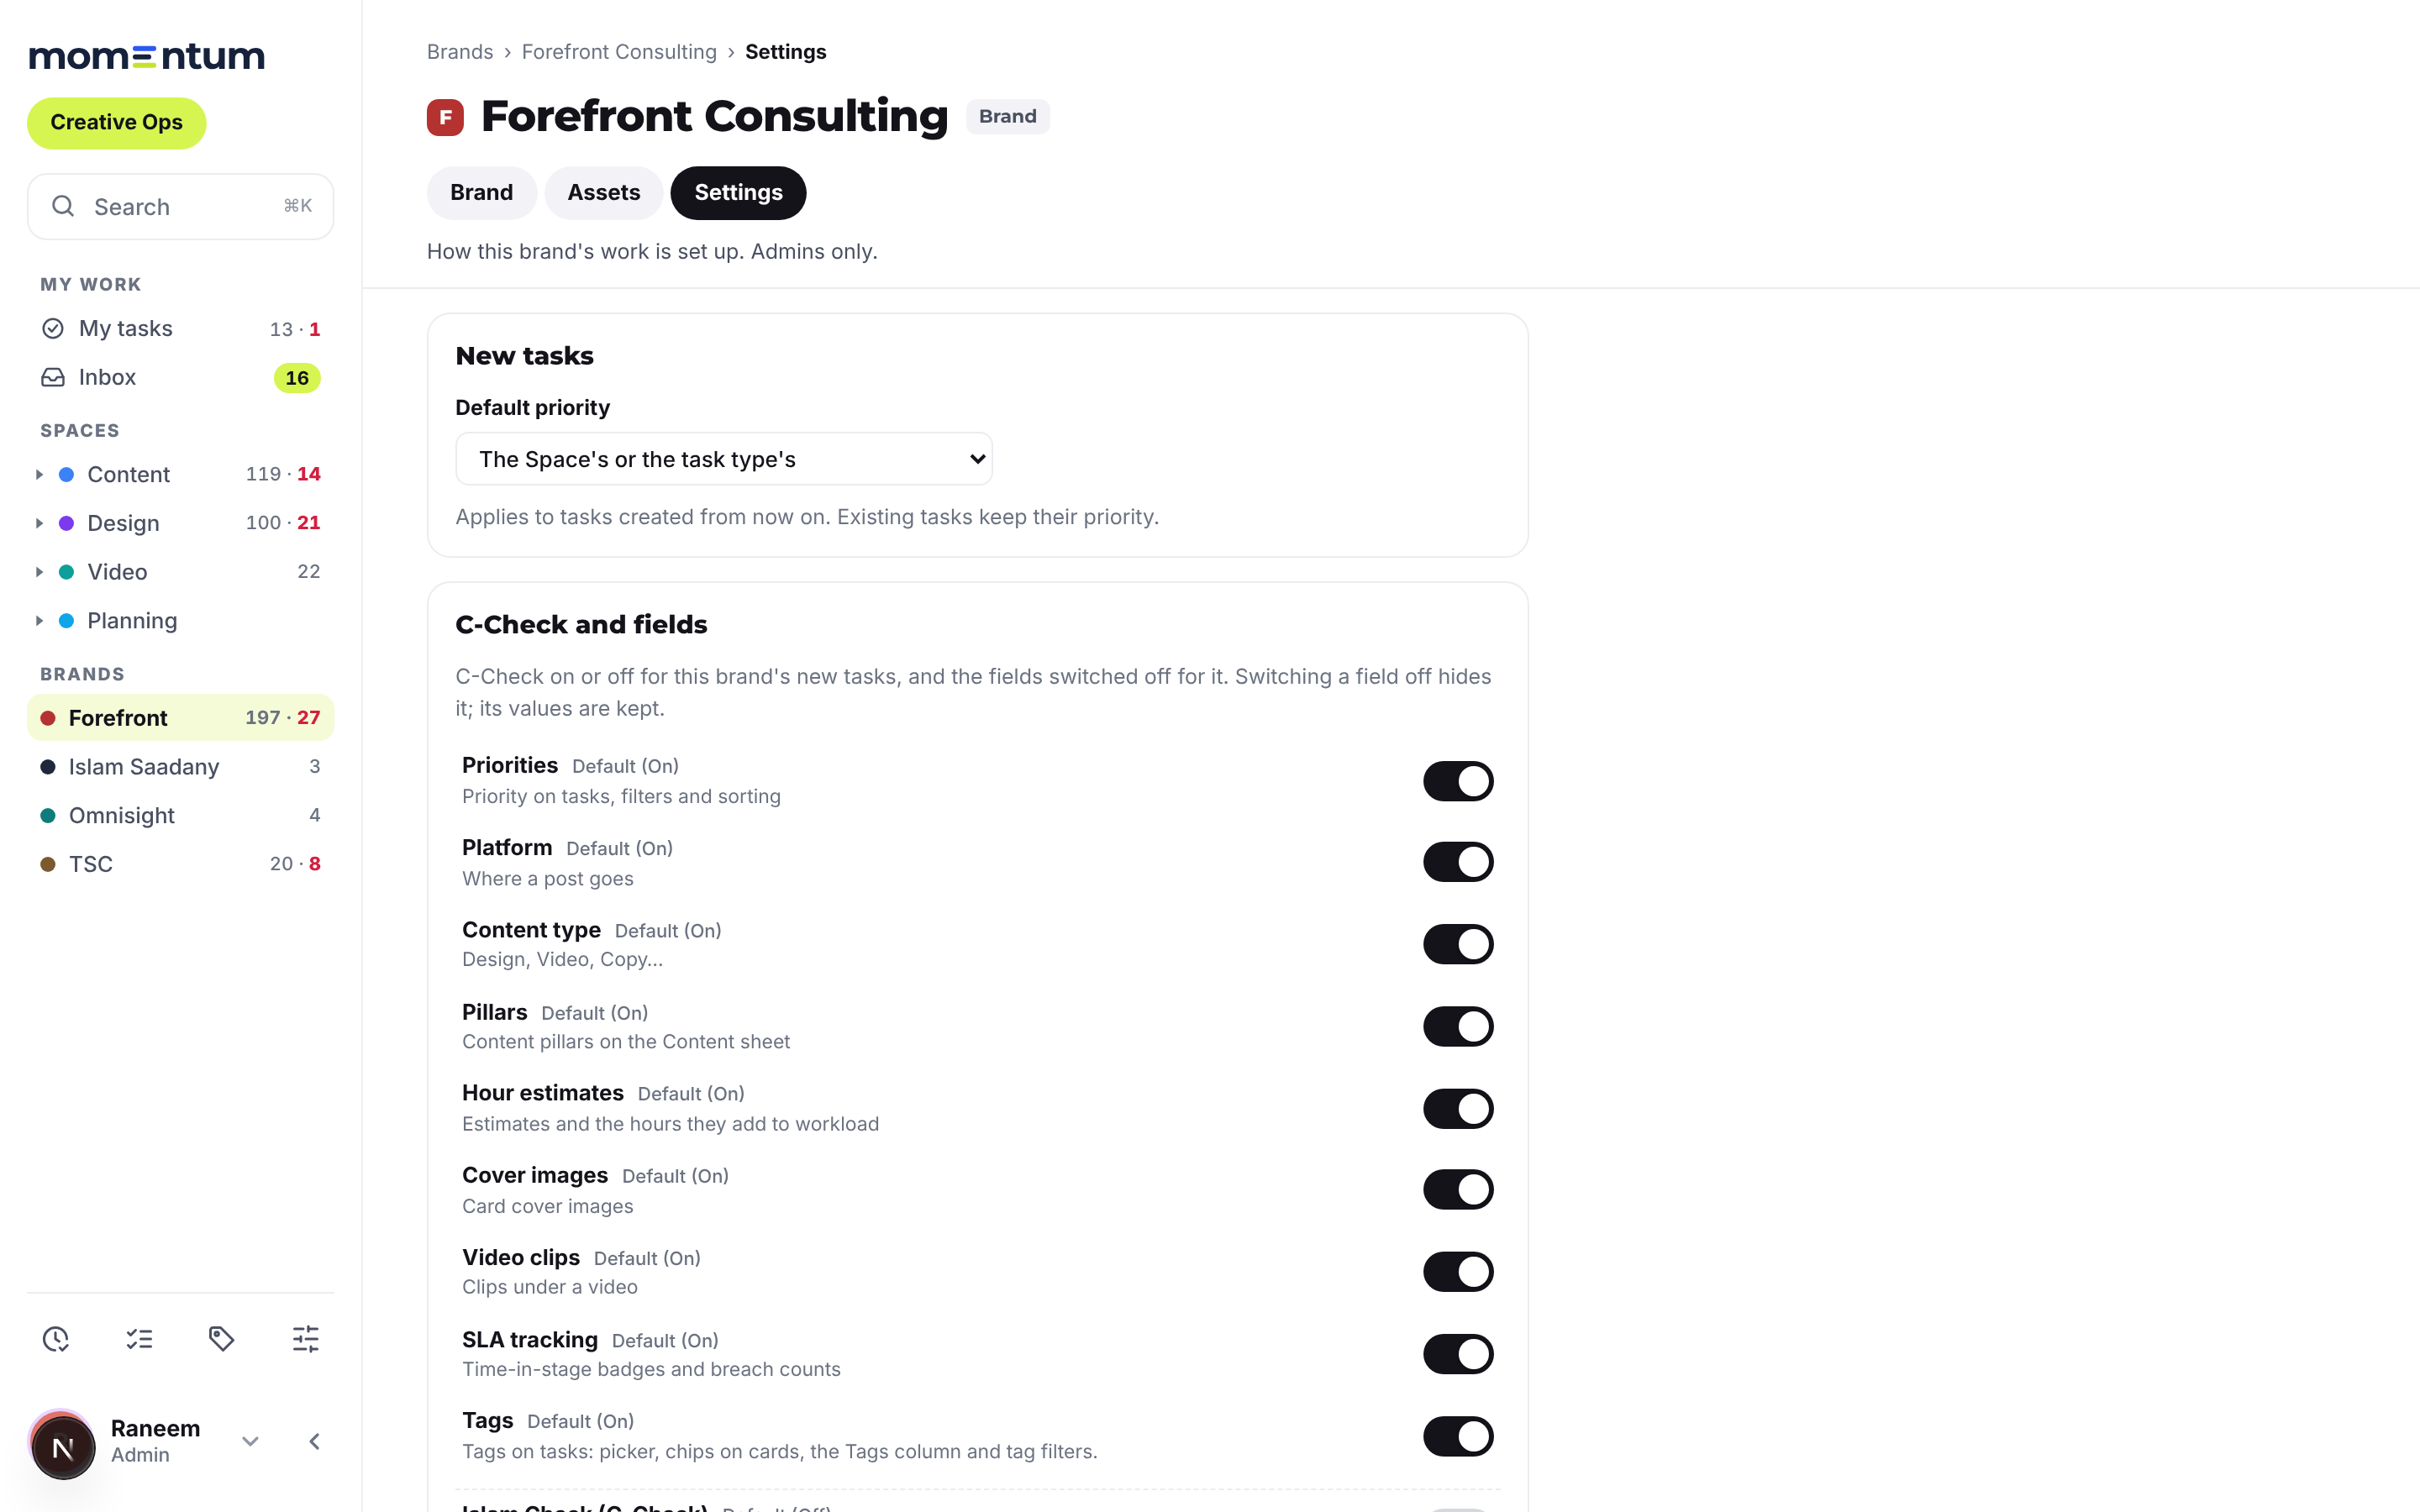 momentum
Creative Ops
Search ⌘K
MY WORK
My tasks 13 · 1
Inbox 16
SPACES
Content 119 · 14
Design 100 · 21
Video 22
Planning
BRANDS
Forefront 197 · 27
Islam Saadany 3
Omnisight 4
TSC 20 · 8
N
Raneem
Admin
Brands › Forefront Consulting › Settings
F Forefront Consulting Brand
Brand Assets Settings
How this brand's work is set up. Admins only.
New tasks
Default priority
The Space's or the task type's
Applies to tasks created from now on. Existing tasks keep their priority.
C-Check and fields
C-Check on or off for this brand's new tasks, and the fields switched off for it. Switching a field off hides
it; its values are kept.
Priorities Default (On)
Priority on tasks, filters and sorting
Platform Default (On)
Where a post goes
Content type Default (On)
Design, Video, Copy...
Pillars Default (On)
Content pillars on the Content sheet
Hour estimates Default (On)
Estimates and the hours they add to workload
Cover images Default (On)
Card cover images
Video clips Default (On)
Clips under a video
SLA tracking Default (On)
Time-in-stage badges and breach counts
Tags Default (On)
Tags on tasks: picker, chips on cards, the Tags column and tag filters.
Islam Check (C-Check) Default (Off)